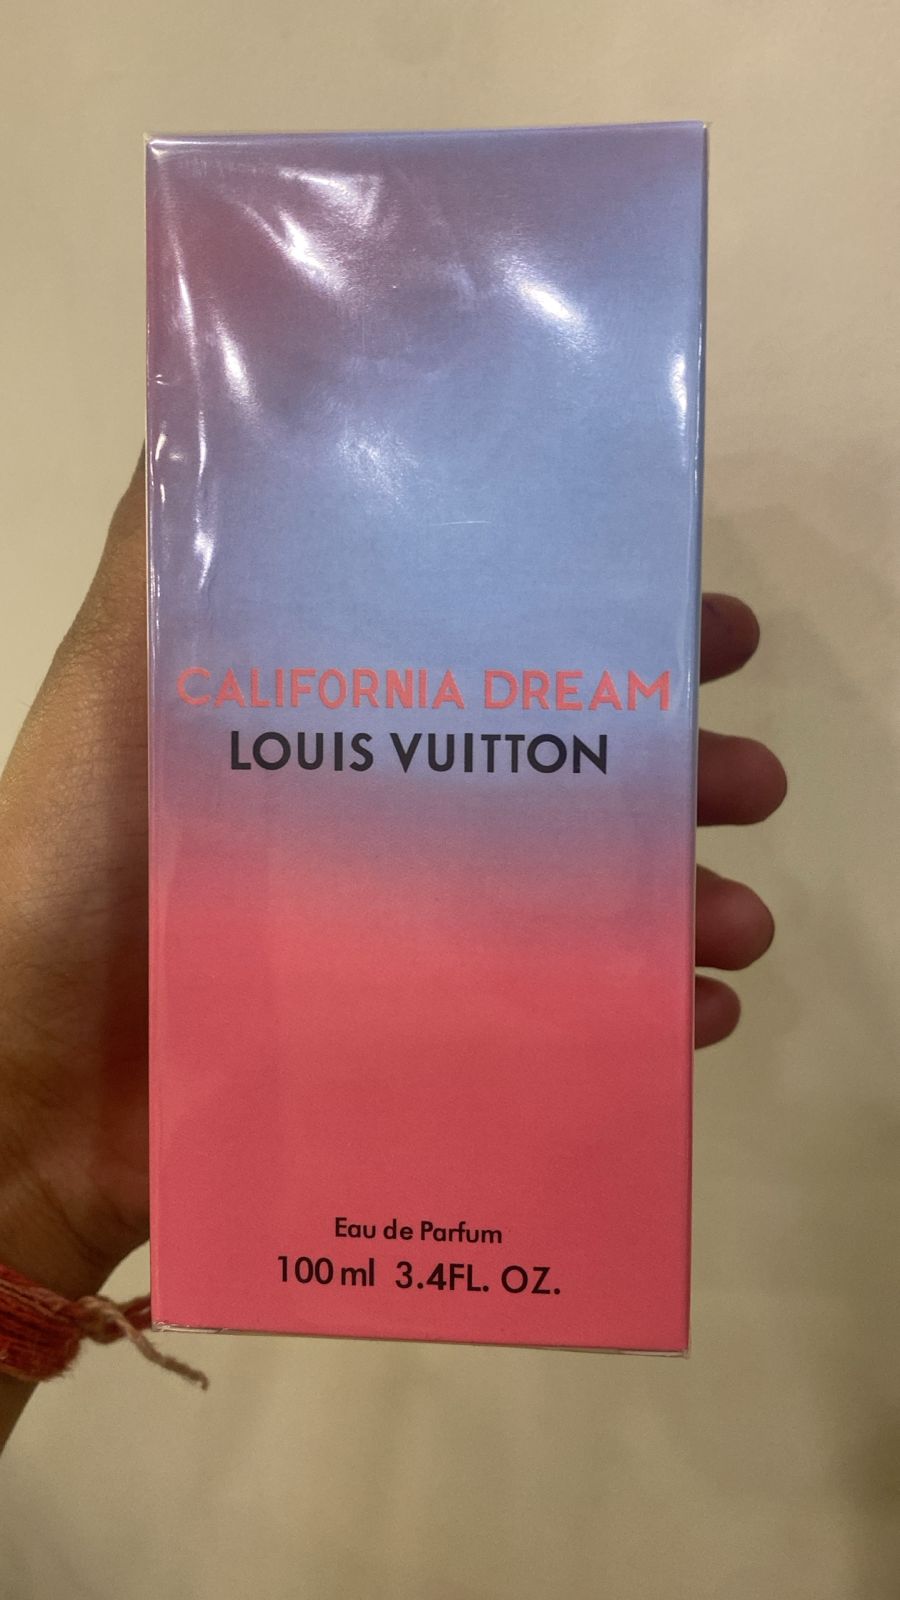 CALIFORNIA DREAM
LOUIS VUITTON
Eau de Parfum
100 ml 3.4FL. OZ.